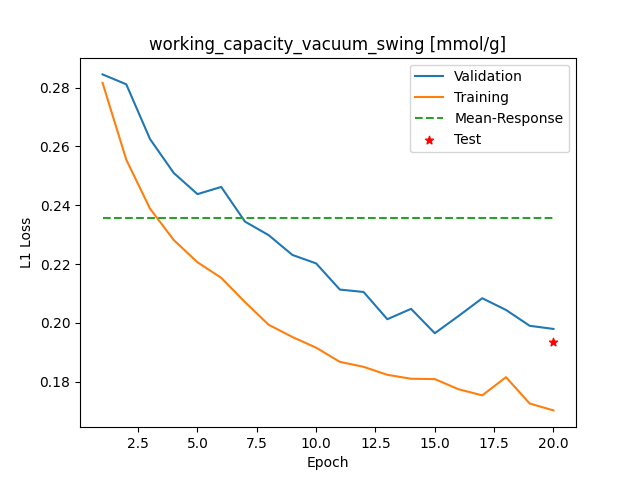 working_capacity_vacuum_swing [mmol/g]
Validation
Training
Mean-Response
Test
L1 Loss
0.28
0.26
0.24
0.22
0.20
0.18
2.5 5.0 7.5 10.0 12.5 15.0 17.5 20.0
Epoch